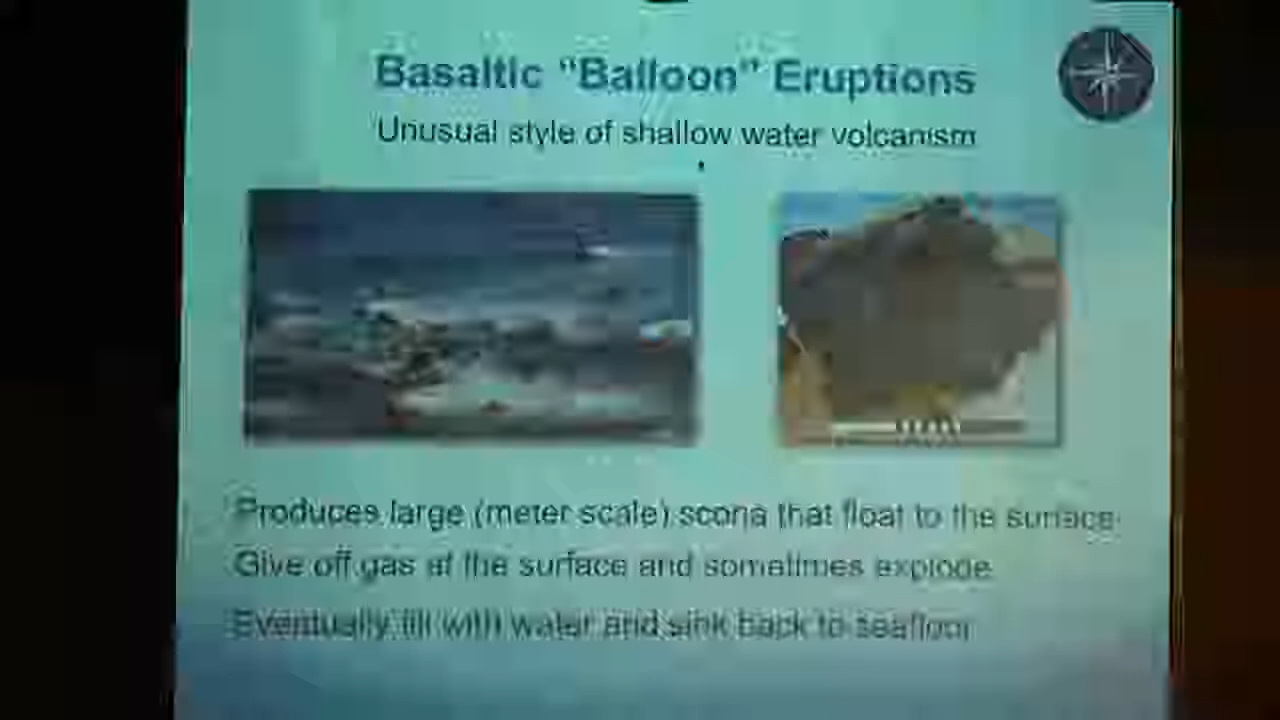 Basaltic "Balloon" Eruptions
Unusual style of shallow water volcanism
Produces large (meter scale) scoria that float to the surface
Give off gas at the surface and sometimes explode
Eventually fill with water and sink back to seafloor